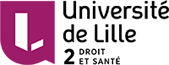 Université
de Lille
2 DROIT
ET SANTÉ